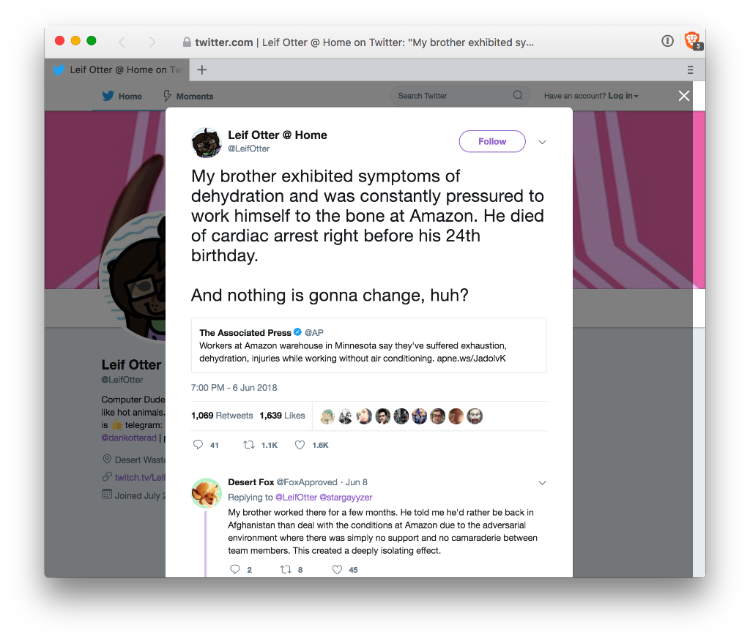 twitter.com | Leif Otter @ Home on Twitter: "My brother exhibited sy...
3
Leif Otter @ Home on Tw
Home
Moments
Search Twitter
Have an account? Log in
Leif Otter @ Home
@LeifOtter
Follow
My brother exhibited symptoms of
dehydration and was constantly pressured to
work himself to the bone at Amazon. He died
of cardiac arrest right before his 24th
birthday.
And nothing is gonna change, huh?
The Associated Press @AP
Workers at Amazon warehouse in Minnesota say they've suffered exhaustion,
dehydration, injuries while working without air conditioning. apne.ws/JadolvK
7:00 PM - 6 Jun 2018
1,069 Retweets 1,639 Likes
41 1.1K 1.6K
Desert Fox @FoxApproved · Jun 8
Replying to @LeifOtter @stargayyzer
My brother worked there for a few months. He told me he'd rather be back in
Afghanistan than deal with the conditions at Amazon due to the adversarial
environment where there was simply no support and no camaraderie between
team members. This created a deeply isolating effect.
2 8 45
Leif Otter
@LeifOtter
Computer Dude
like hot animals.
is 👍 telegram:
@dankotterad | p
Desert Waste
twitch.tv/Leif
Joined July 2